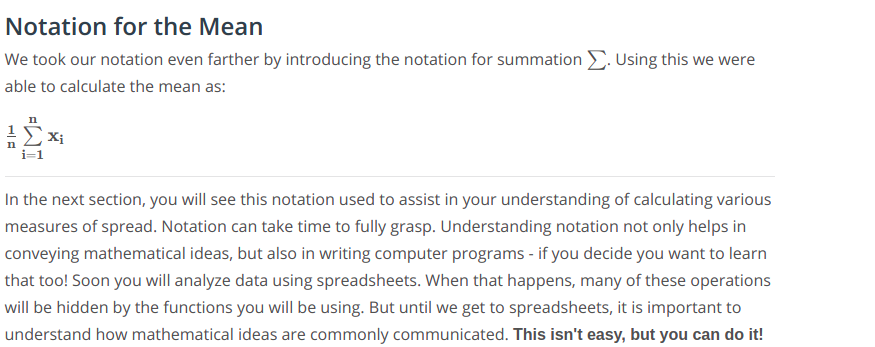 Notation for the Mean
We took our notation even farther by introducing the notation for summation ∑. Using this we were
able to calculate the mean as:
1/n n∑i=1 xi
In the next section, you will see this notation used to assist in your understanding of calculating various
measures of spread. Notation can take time to fully grasp. Understanding notation not only helps in
conveying mathematical ideas, but also in writing computer programs - if you decide you want to learn
that too! Soon you will analyze data using spreadsheets. When that happens, many of these operations
will be hidden by the functions you will be using. But until we get to spreadsheets, it is important to
understand how mathematical ideas are commonly communicated. This isn't easy, but you can do it!